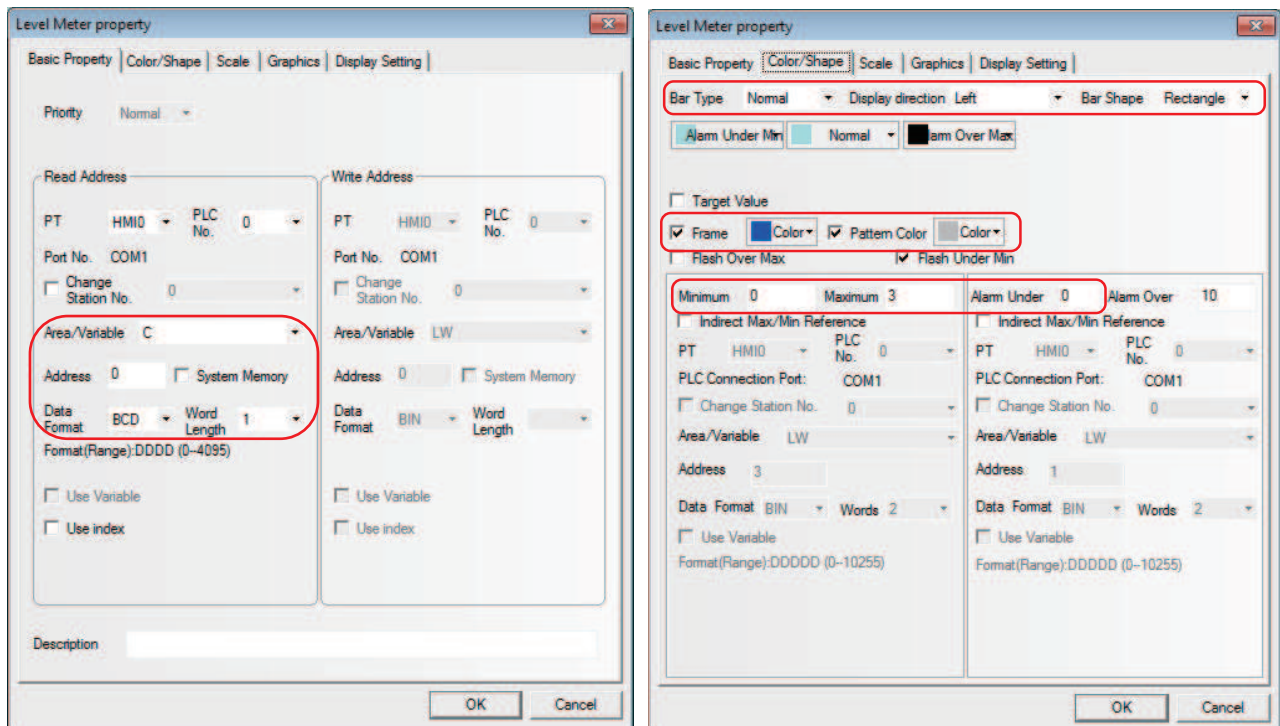 Level Meter property
Basic Property Color/Shape Scale Graphics Display Setting
Priority Normal
Read Address
PT HMI0 PLC No. 0
Port No. COM1
Change Station No. 0
Area/Variable C
Address 0 System Memory
Data Format BCD Word Length 1
Format(Range):DDDD (0~4095)
Use Variable
Use index
Write Address
PT HMI0 PLC No. 0
Port No. COM1
Change Station No. 0
Area/Variable LW
Address 0 System Memory
Data Format BIN Word Length
Use Variable
Use index
Description
OK Cancel
Level Meter property
Basic Property Color/Shape Scale Graphics Display Setting
Bar Type Normal Display direction Left Bar Shape Rectangle
Alarm Under Min Normal larm Over Max
Target Value
Frame Color Pattern Color Color
Flash Over Max Flash Under Min
Minimum 0 Maximum 3
Indirect Max/Min Reference
PT HMI0 PLC No. 0
PLC Connection Port: COM1
Change Station No. 0
Area/Variable LW
Address 3
Data Format BIN Words 2
Use Variable
Format(Range):DDDDD (0~10255)
Alarm Under 0 Alarm Over 10
Indirect Max/Min Reference
PT HMI0 PLC No. 0
PLC Connection Port: COM1
Change Station No. 0
Area/Variable LW
Address 1
Data Format BIN Words 2
Use Variable
Format(Range):DDDDD (0~10255)
OK Cancel